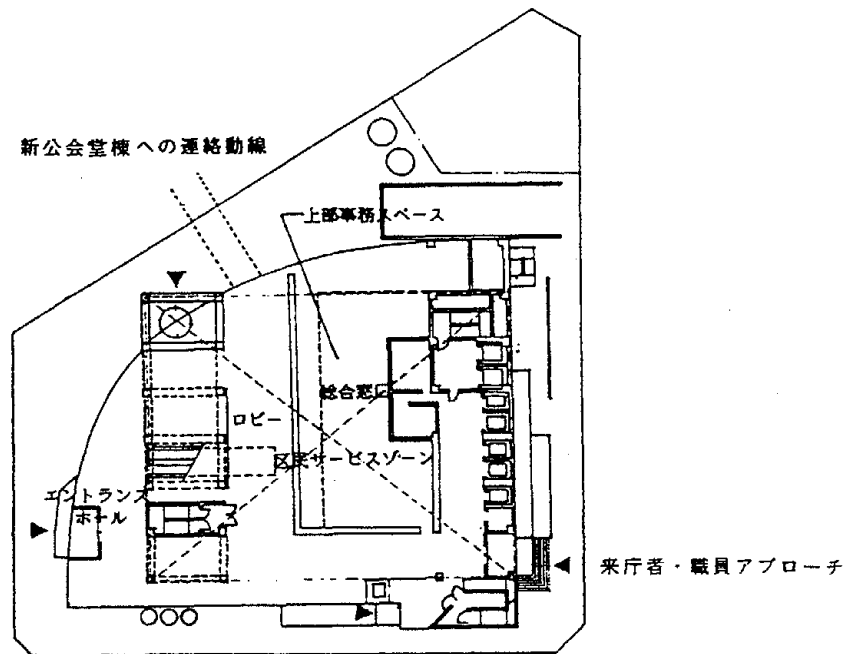 新公会堂棟への連絡動線
上部事務スペース
総合窓口
ロビー
区民サービスゾーン
エントランス
ホール
来庁者・職員アプローチ